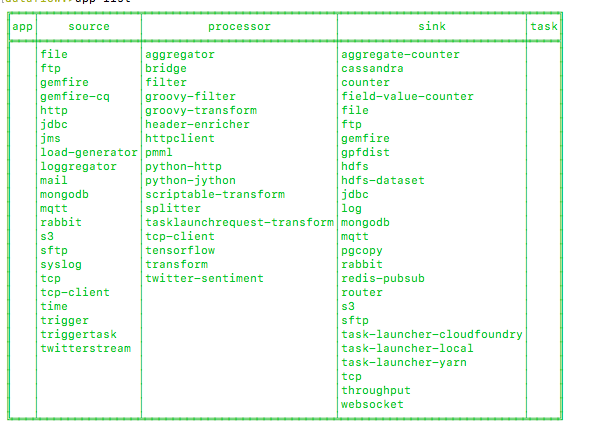 app source processor sink task
file aggregator aggregate-counter
ftp bridge cassandra
gemfire filter counter
gemfire-cq groovy-filter field-value-counter
http groovy-transform file
jdbc header-enricher ftp
jms httpclient gemfire
load-generator pmml gpfdist
loggregator python-http hdfs
mail python-jython hdfs-dataset
mongodb scriptable-transform jdbc
mqtt splitter log
rabbit tasklaunchrequest-transform mongodb
s3 tcp-client mqtt
sftp tensorflow pgcopy
syslog transform rabbit
tcp twitter-sentiment redis-pubsub
tcp-client router
time s3
trigger sftp
triggertask task-launcher-cloudfoundry
twitterstream task-launcher-local
task-launcher-yarn
tcp
throughput
websocket